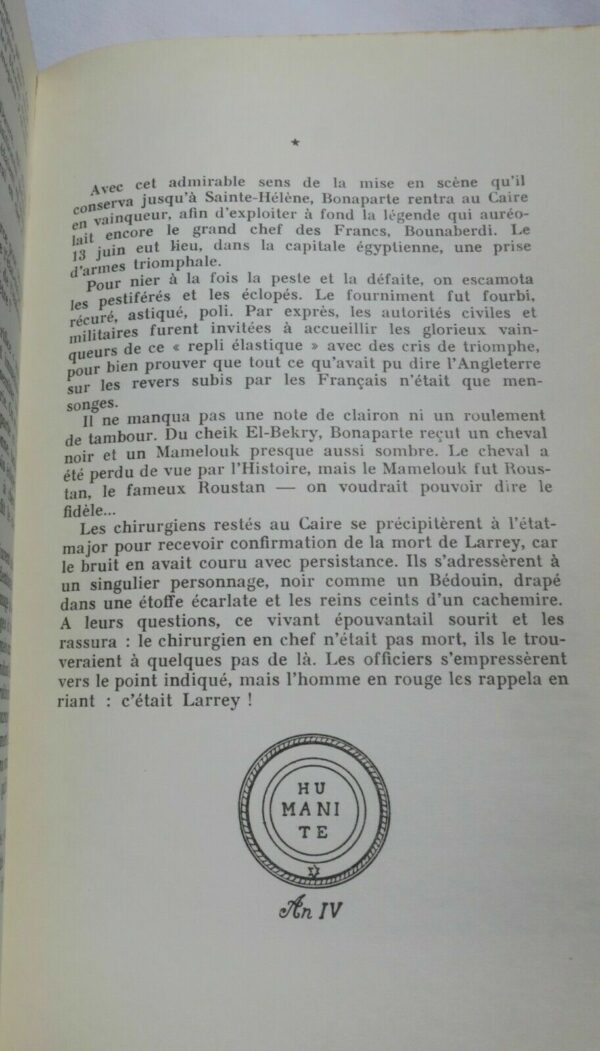 *
Avec cet admirable sens de la mise en scène qu'il
conserva jusqu'à Sainte-Hélène, Bonaparte rentra au Caire
en vainqueur, afin d'exploiter à fond la légende qui auréo-
lait encore le grand chef des Francs, Bounaberdi. Le
13 juin eut lieu, dans la capitale égyptienne, une prise
d'armes triomphale.
Pour nier à la fois la peste et la défaite, on escamota
les pestiférés et les éclopés. Le fourniment fut fourbi,
récuré, astiqué, poli. Par exprès, les autorités civiles et
militaires furent invitées à accueillir les glorieux vain-
queurs de ce « repli élastique » avec des cris de triomphe,
pour bien prouver que tout ce qu'avait pu dire l'Angleterre
sur les revers subis par les Français n'était que men-
songes.
Il ne manqua pas une note de clairon ni un roulement
de tambour. Du cheik El-Bekry, Bonaparte reçut un cheval
noir et un Mamelouk presque aussi sombre. Le cheval a
été perdu de vue par l'Histoire, mais le Mamelouk fut Rous-
tan, le fameux Roustan — on voudrait pouvoir dire le
fidèle...
Les chirurgiens restés au Caire se précipitèrent à l'état-
major pour recevoir confirmation de la mort de Larrey, car
le bruit en avait couru avec persistance. Ils s'adressèrent à
un singulier personnage, noir comme un Bédouin, drapé
dans une étoffe écarlate et les reins ceints d'un cachemire.
A leurs questions, ce vivant épouvantail sourit et les
rassura : le chirurgien en chef n'était pas mort, ils le trou-
veraient à quelques pas de là. Les officiers s'empressèrent
vers le point indiqué, mais l'homme en rouge les rappela en
riant : c'était Larrey !
HU
MANI
TE
An IV